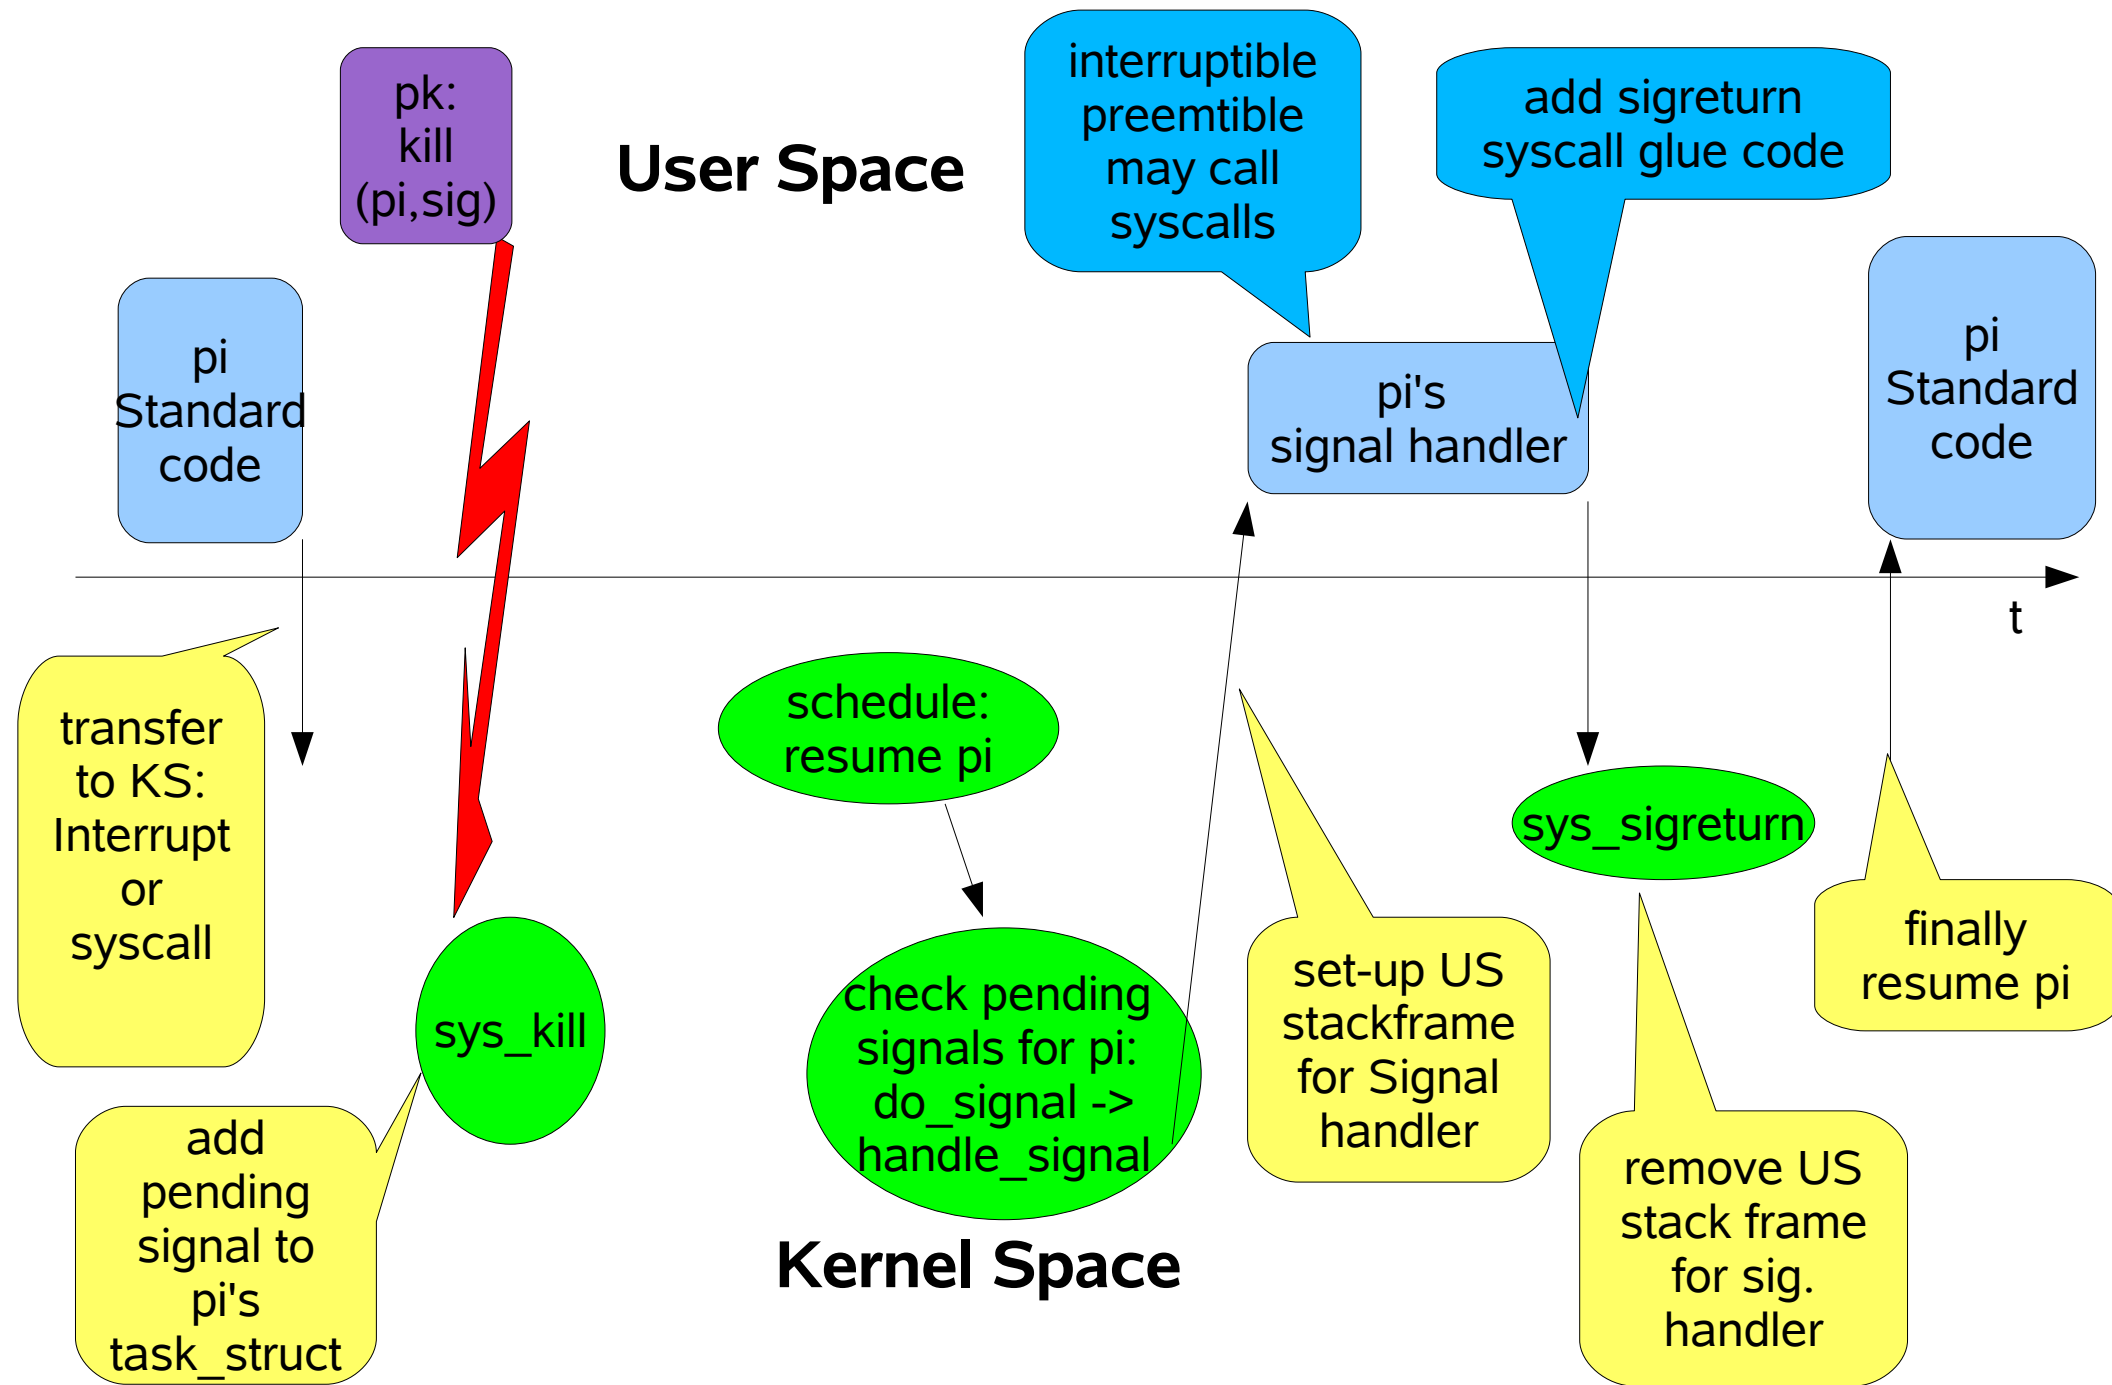 pk:
kill
(pi,sig)
User Space
interruptible
preemtible
may call
syscalls
add sigreturn
syscall glue code
pi
Standard
code
pi's
signal handler
pi
Standard
code
t
transfer
to KS:
Interrupt
or
syscall
schedule:
resume pi
sys_kill
check pending
signals for pi:
do_signal ->
handle_signal
set-up US
stackframe
for Signal
handler
sys_sigreturn
finally
resume pi
add
pending
signal to
pi's
task_struct
Kernel Space
remove US
stack frame
for sig.
handler